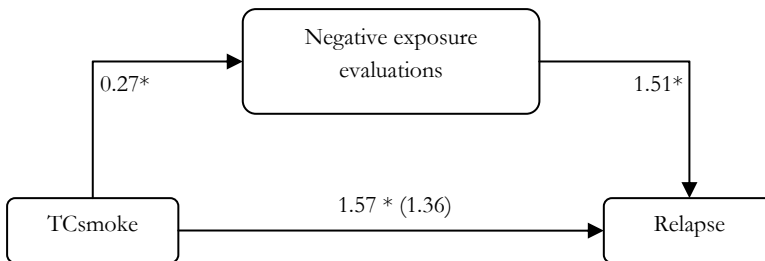 Negative exposure
evaluations
0.27*
1.51*
1.57 * (1.36)
TCsmoke
Relapse